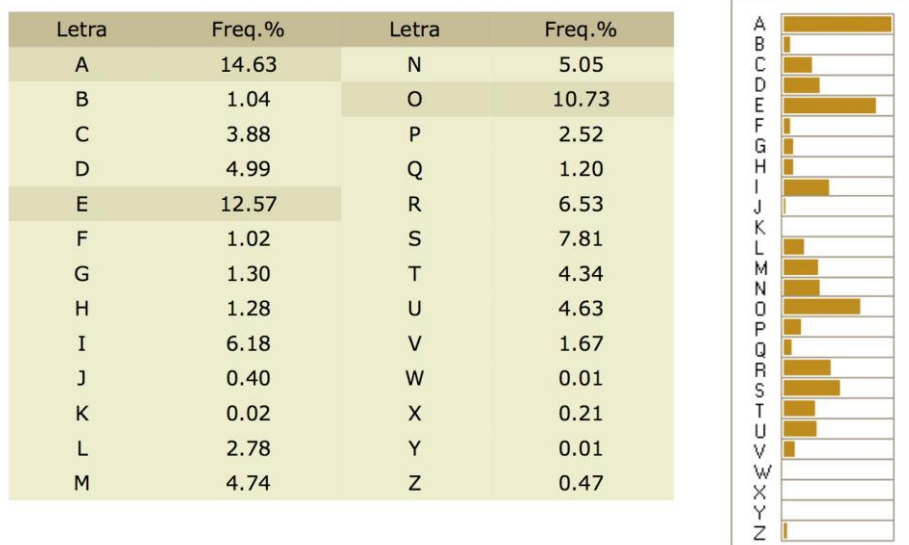 Letra Freq.% Letra Freq.%
A 14.63 N 5.05
B 1.04 O 10.73
C 3.88 P 2.52
D 4.99 Q 1.20
E 12.57 R 6.53
F 1.02 S 7.81
G 1.30 T 4.34
H 1.28 U 4.63
I 6.18 V 1.67
J 0.40 W 0.01
K 0.02 X 0.21
L 2.78 Y 0.01
M 4.74 Z 0.47
A
B
C
D
E
F
G
H
I
J
K
L
M
N
O
P
Q
R
S
T
U
V
W
X
Y
Z